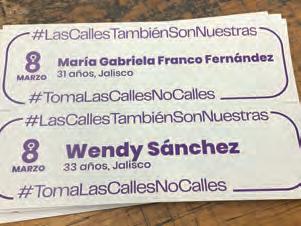 #LasCallesTambiénSonNuestras
8 MARZO
María Gabriela Franco Fernández
31 años, Jalisco
#TomaLasCallesNoCalles
#LasCallesTambiénSonNuestras
8 MARZO
Wendy Sánchez
33 años, Jalisco
#TomaLasCallesNoCalles